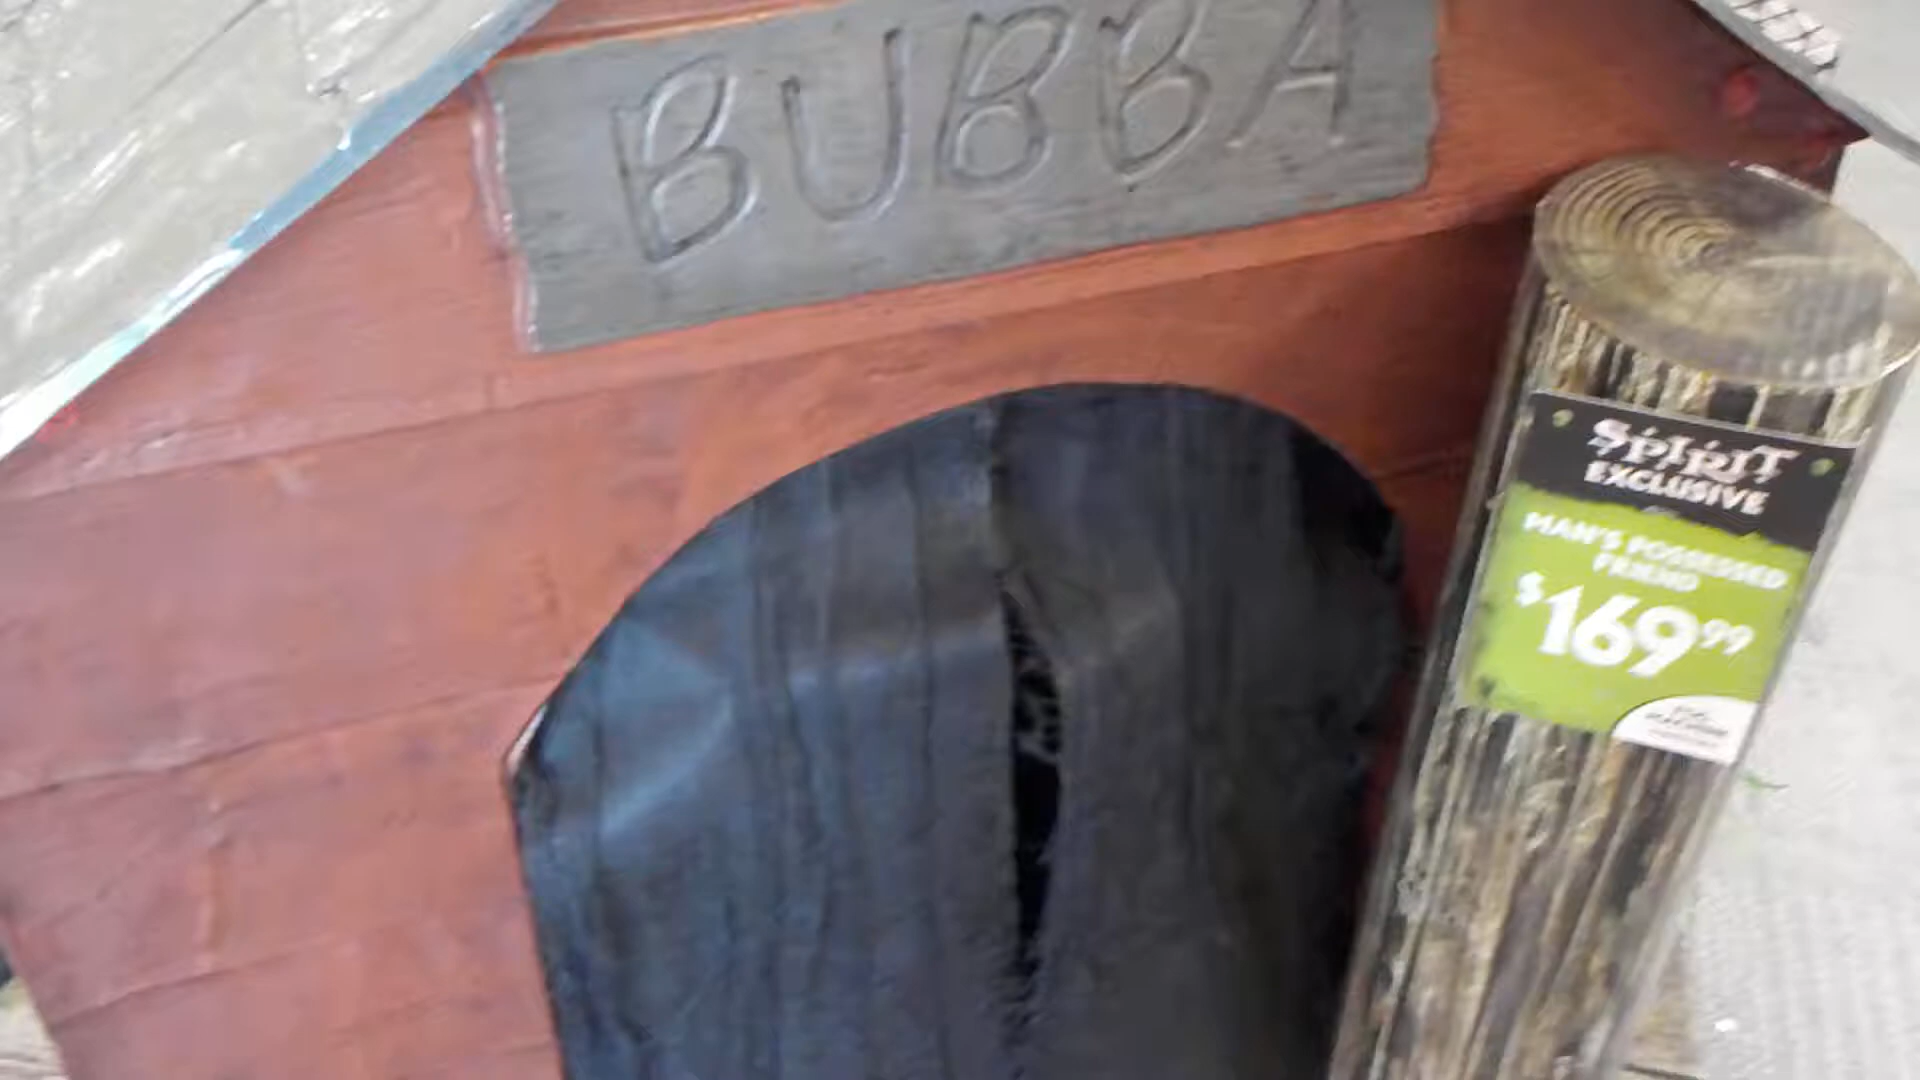 BUBBA
SPIRIT
EXCLUSIVE
MAN'S POSSESSED
FRIEND
$169.99